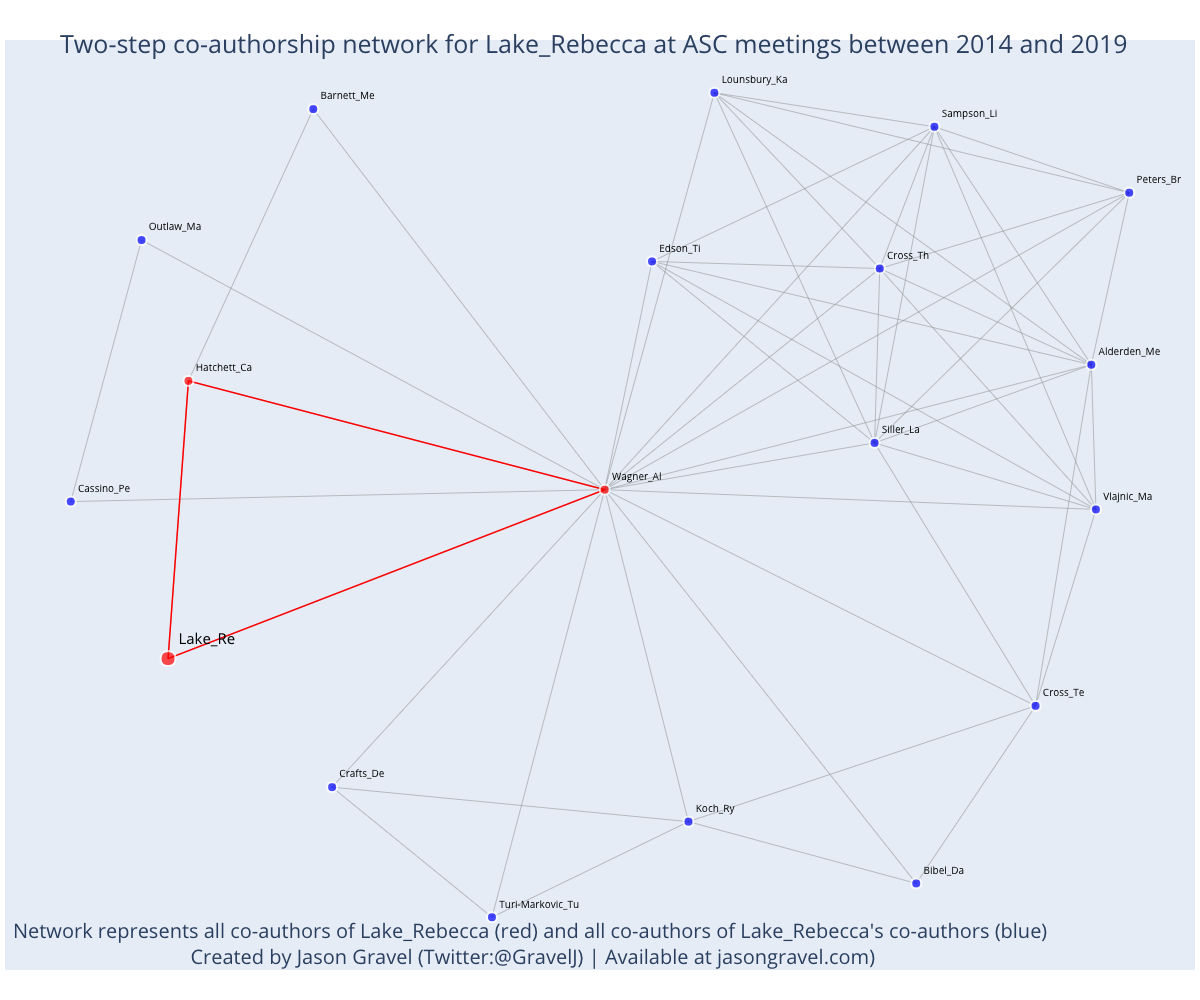 Two-step co-authorship network for Lake_Rebecca at ASC meetings between 2014 and 2019
Lounsbury_Ka
Barnett_Me
Sampson_Li
Peters_Br
Outlaw_Ma
Edson_Ti
Cross_Th
Alderden_Me
Hatchett_Ca
Siller_La
Wagner_Al
Cassino_Pe
Vlajnic_Ma
Lake_Re
Cross_Te
Crafts_De
Koch_Ry
Bibel_Da
Turi-Markovic_Tu
Network represents all co-authors of Lake_Rebecca (red) and all co-authors of Lake_Rebecca's co-authors (blue)
Created by Jason Gravel (Twitter:@GravelJ) | Available at jasongravel.com)